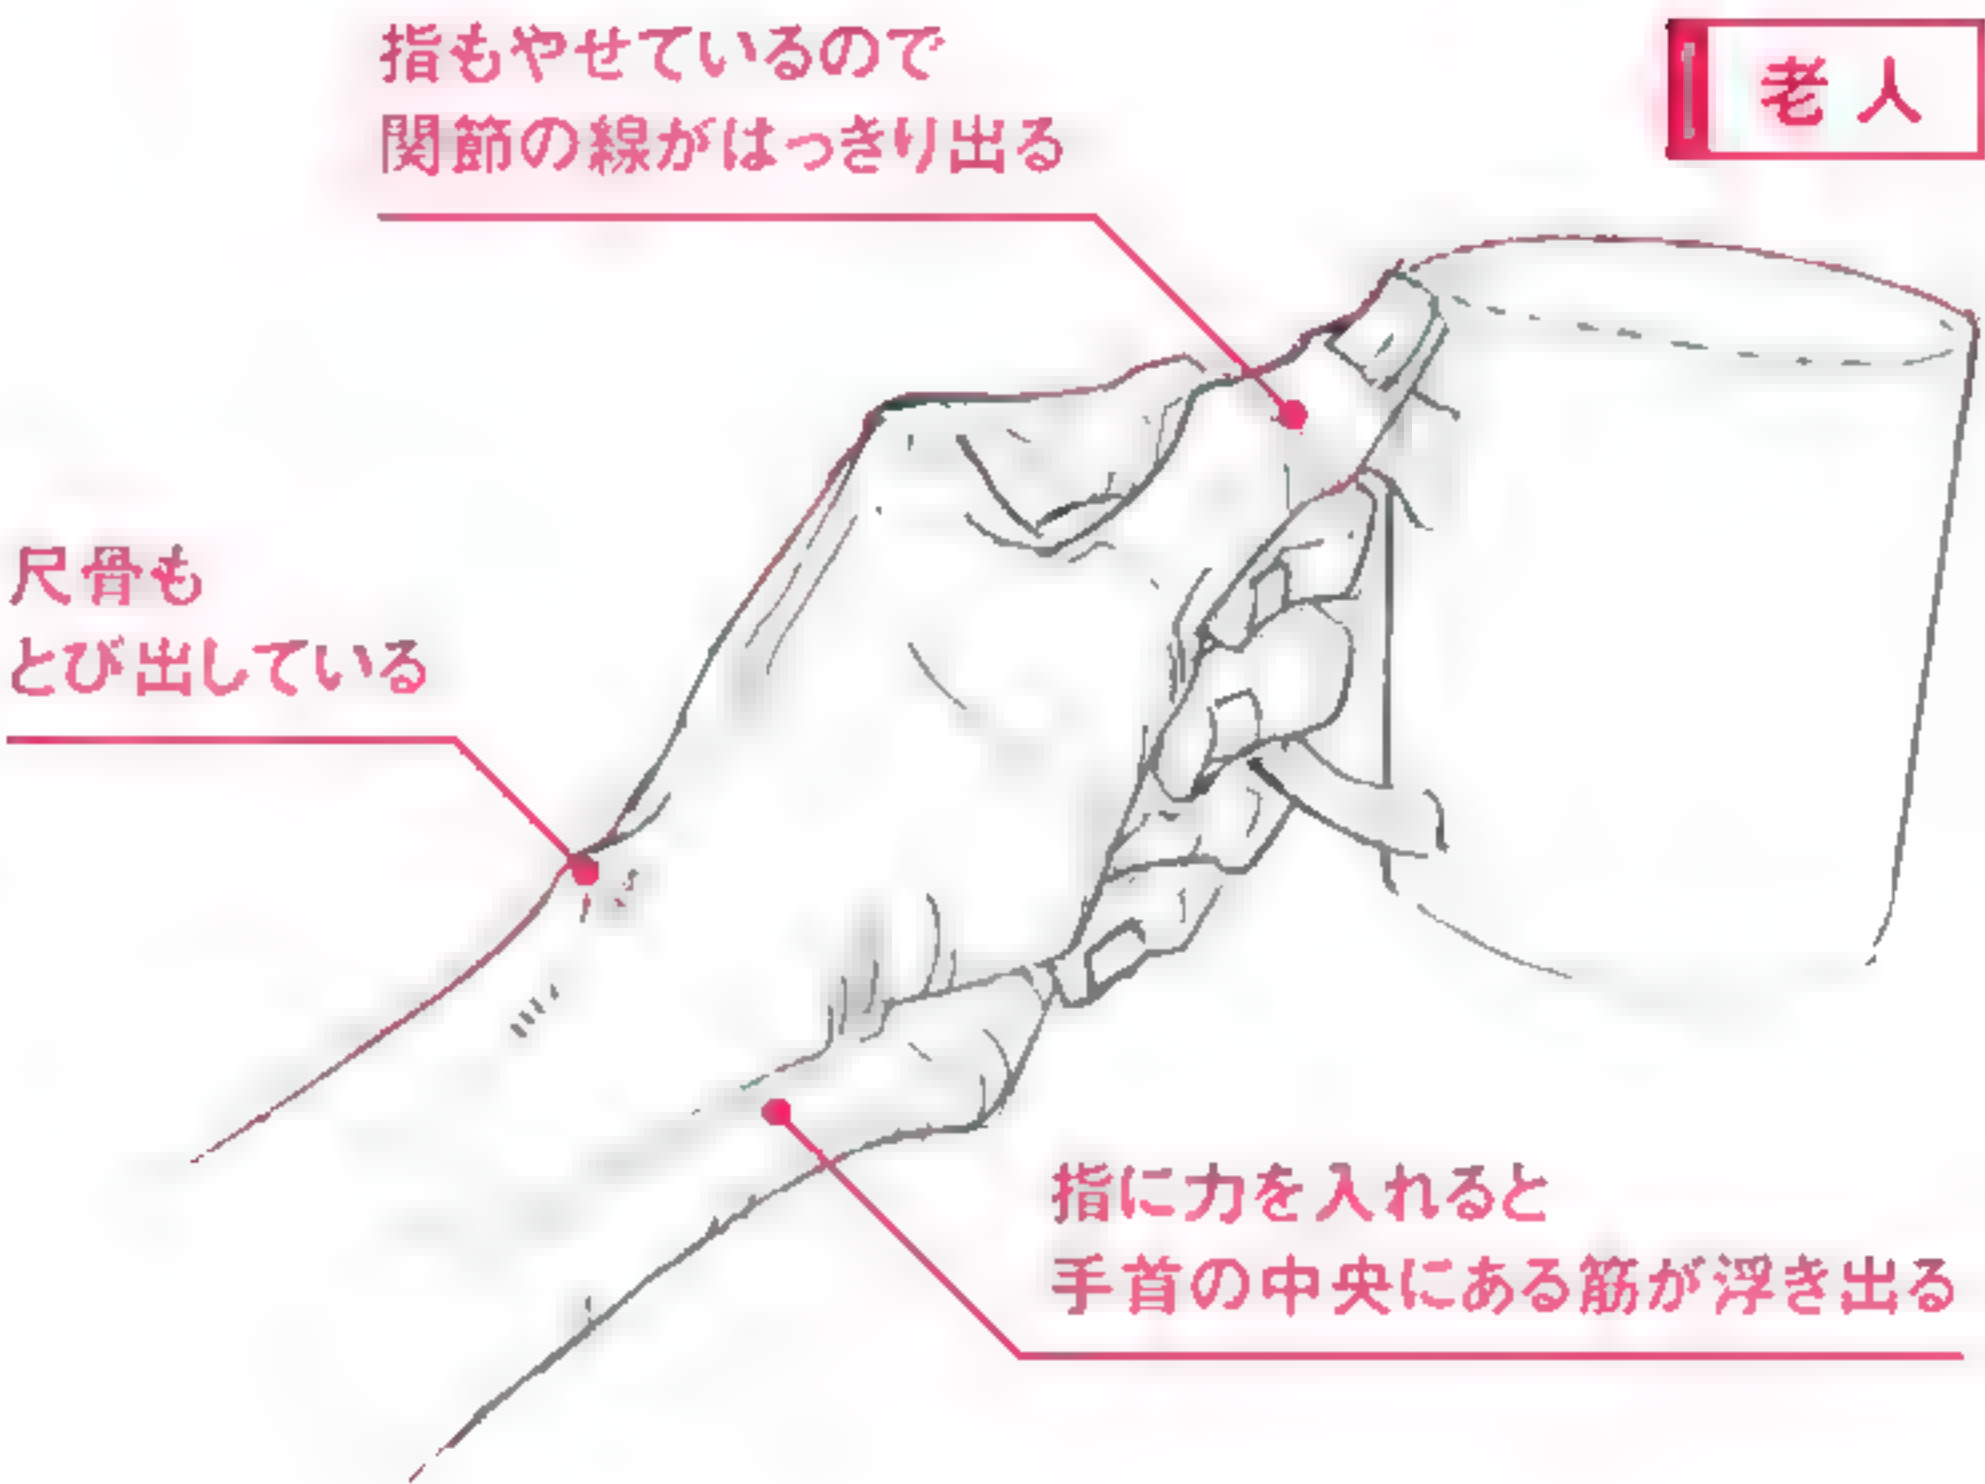 老人
指もやせているので
関節の線がはっきり出る
尺骨も
とび出している
指に力を入れると
手首の中央にある筋が浮き出る